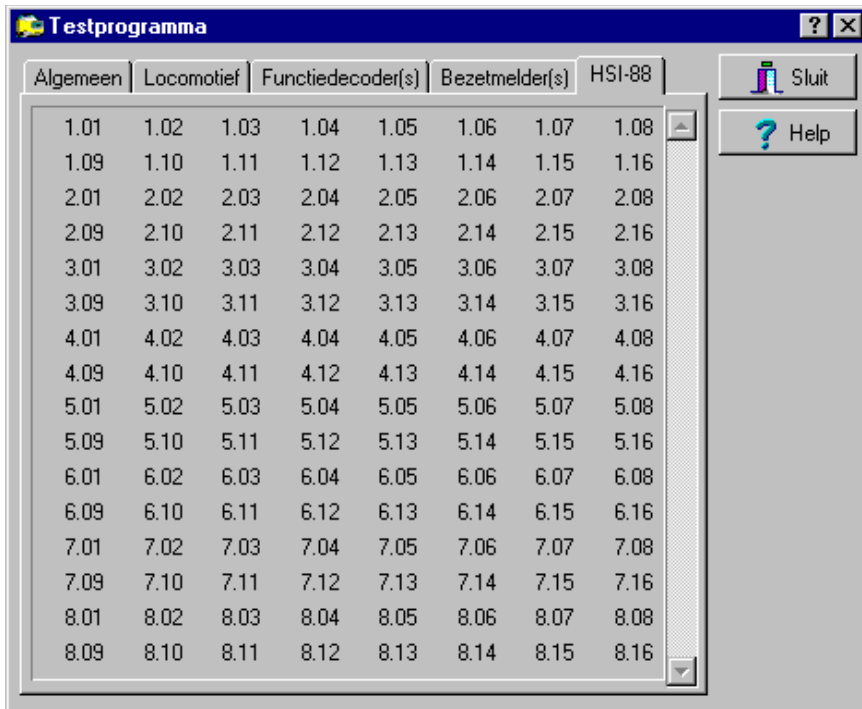 Testprogramma
Algemeen Locomotief Functiedecoder(s) Bezetmelder(s) HSI-88
Sluit
Help
1.01 1.02 1.03 1.04 1.05 1.06 1.07 1.08
1.09 1.10 1.11 1.12 1.13 1.14 1.15 1.16
2.01 2.02 2.03 2.04 2.05 2.06 2.07 2.08
2.09 2.10 2.11 2.12 2.13 2.14 2.15 2.16
3.01 3.02 3.03 3.04 3.05 3.06 3.07 3.08
3.09 3.10 3.11 3.12 3.13 3.14 3.15 3.16
4.01 4.02 4.03 4.04 4.05 4.06 4.07 4.08
4.09 4.10 4.11 4.12 4.13 4.14 4.15 4.16
5.01 5.02 5.03 5.04 5.05 5.06 5.07 5.08
5.09 5.10 5.11 5.12 5.13 5.14 5.15 5.16
6.01 6.02 6.03 6.04 6.05 6.06 6.07 6.08
6.09 6.10 6.11 6.12 6.13 6.14 6.15 6.16
7.01 7.02 7.03 7.04 7.05 7.06 7.07 7.08
7.09 7.10 7.11 7.12 7.13 7.14 7.15 7.16
8.01 8.02 8.03 8.04 8.05 8.06 8.07 8.08
8.09 8.10 8.11 8.12 8.13 8.14 8.15 8.16